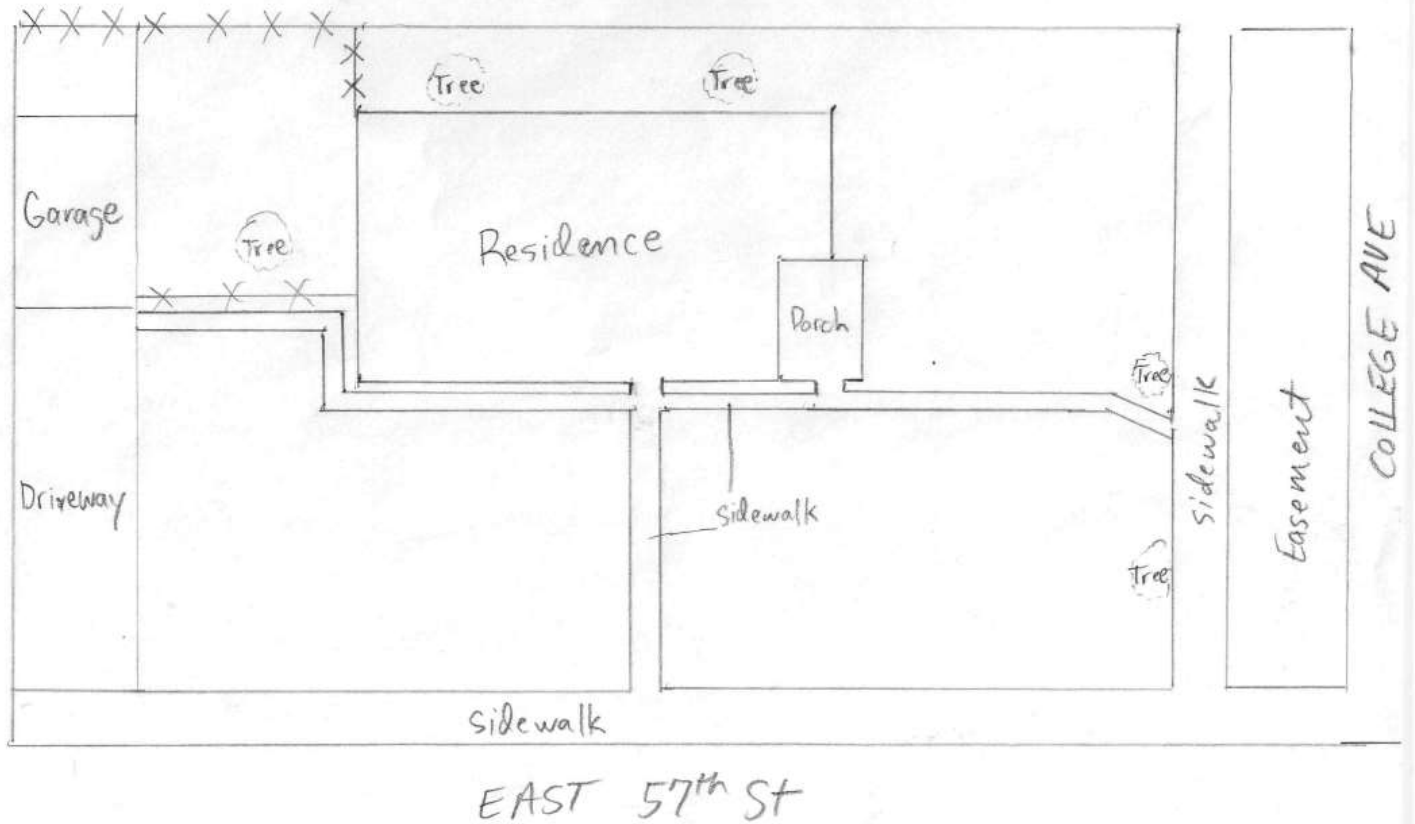 Tree
Tree
Garage
Tree
Residence
Porch
Tree
sidewalk
Easement
COLLEGE AVE
Driveway
sidewalk
Tree
sidewalk
EAST 57th St